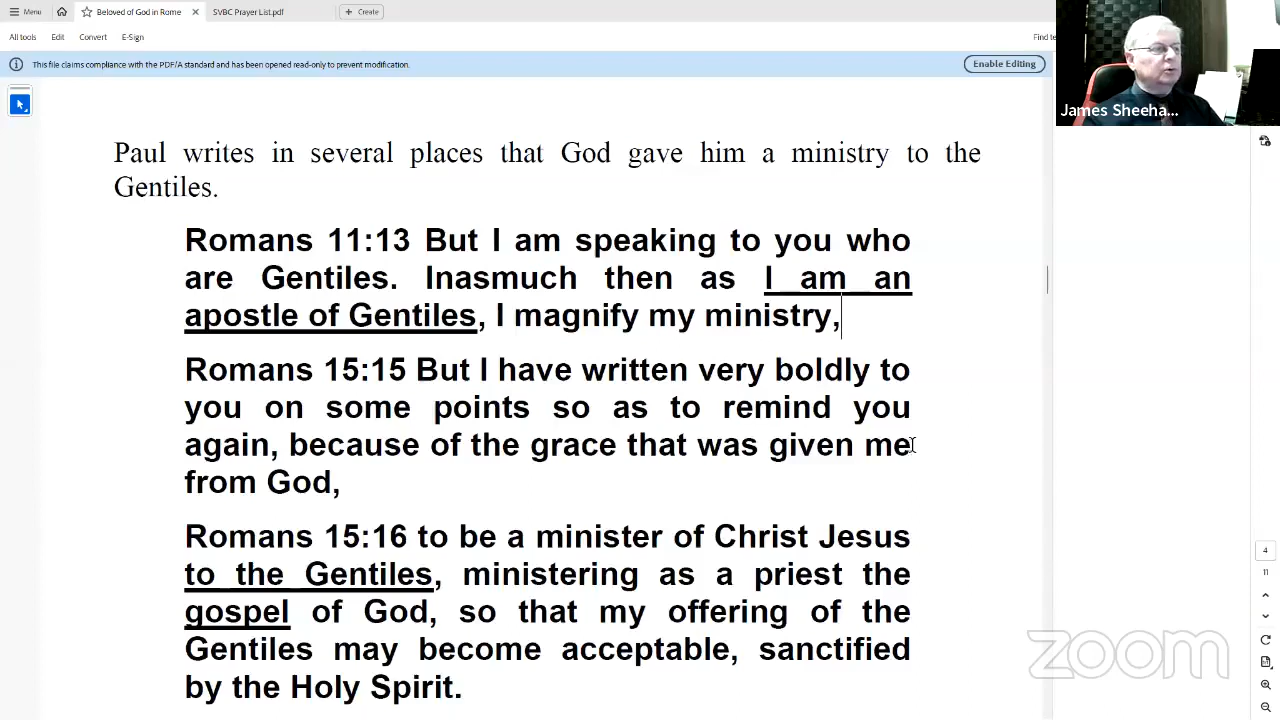 Menu
Beloved of God in Rome
SVBC Prayer List.pdf
Create
All tools Edit Convert E-Sign
Find te
This file claims compliance with the PDF/A standard and has been opened read-only to prevent modification.
Enable Editing
James Sheeha...
Paul writes in several places that God gave him a ministry to the
Gentiles.
Romans 11:13 But I am speaking to you who
are Gentiles. Inasmuch then as I am an
apostle of Gentiles, I magnify my ministry,
Romans 15:15 But I have written very boldly to
you on some points so as to remind you
again, because of the grace that was given me
from God,
Romans 15:16 to be a minister of Christ Jesus
to the Gentiles, ministering as a priest the
gospel of God, so that my offering of the
Gentiles may become acceptable, sanctified
by the Holy Spirit.
4
11
zoom